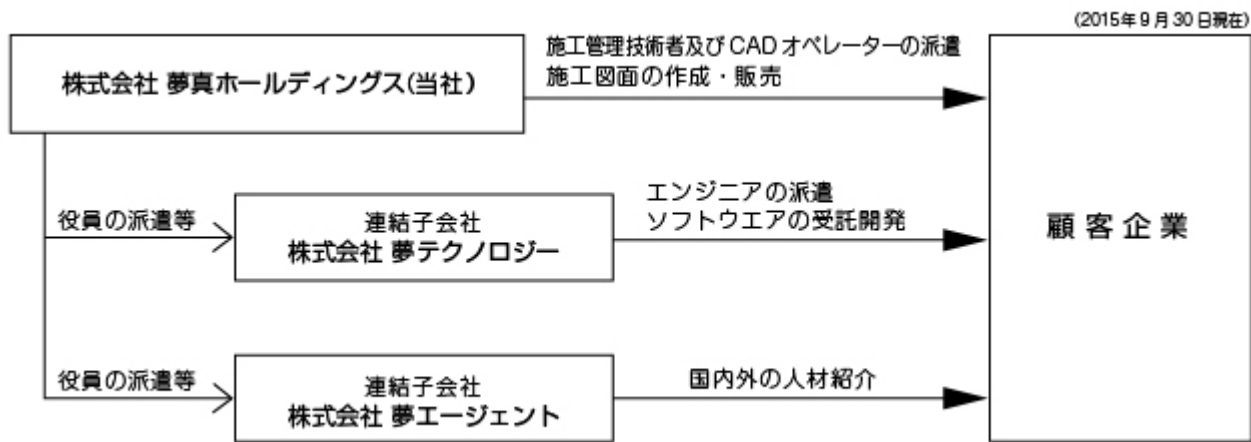 (2015年9月30日現在)
株式会社 夢真ホールディングス(当社)
施工管理技術者及びCADオペレーターの派遣
施工図面の作成・販売
顧客企業
役員の派遣等
連結子会社
株式会社 夢テクノロジー
エンジニアの派遣
ソフトウエアの受託開発
役員の派遣等
連結子会社
株式会社 夢エージェント
国内外の人材紹介